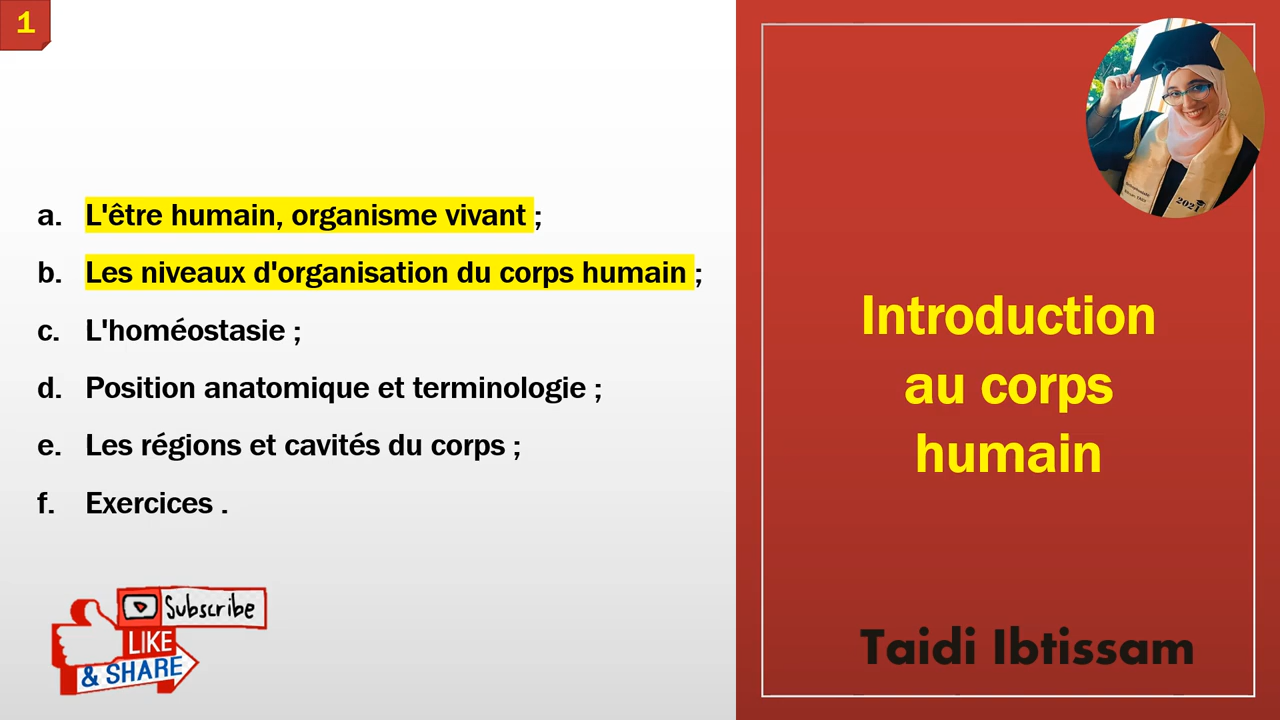 1
a. L'être humain, organisme vivant ;
b. Les niveaux d'organisation du corps humain ;
c. L'homéostasie ;
d. Position anatomique et terminologie ;
e. Les régions et cavités du corps ;
f. Exercices .
Subscribe
LIKE
& SHARE
2021
Introduction
au corps
humain
Taidi Ibtissam